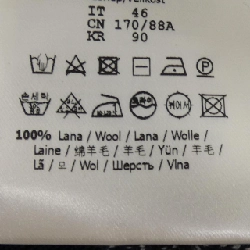 IT 46
CN 170/88A
KR 90
100% Lana / Wool / Lana / Wolle /
Laine / 绵羊毛 / 羊毛 / Yün / 羊毛 /
Lã / 모 / Wol / Шерсть / Vlna